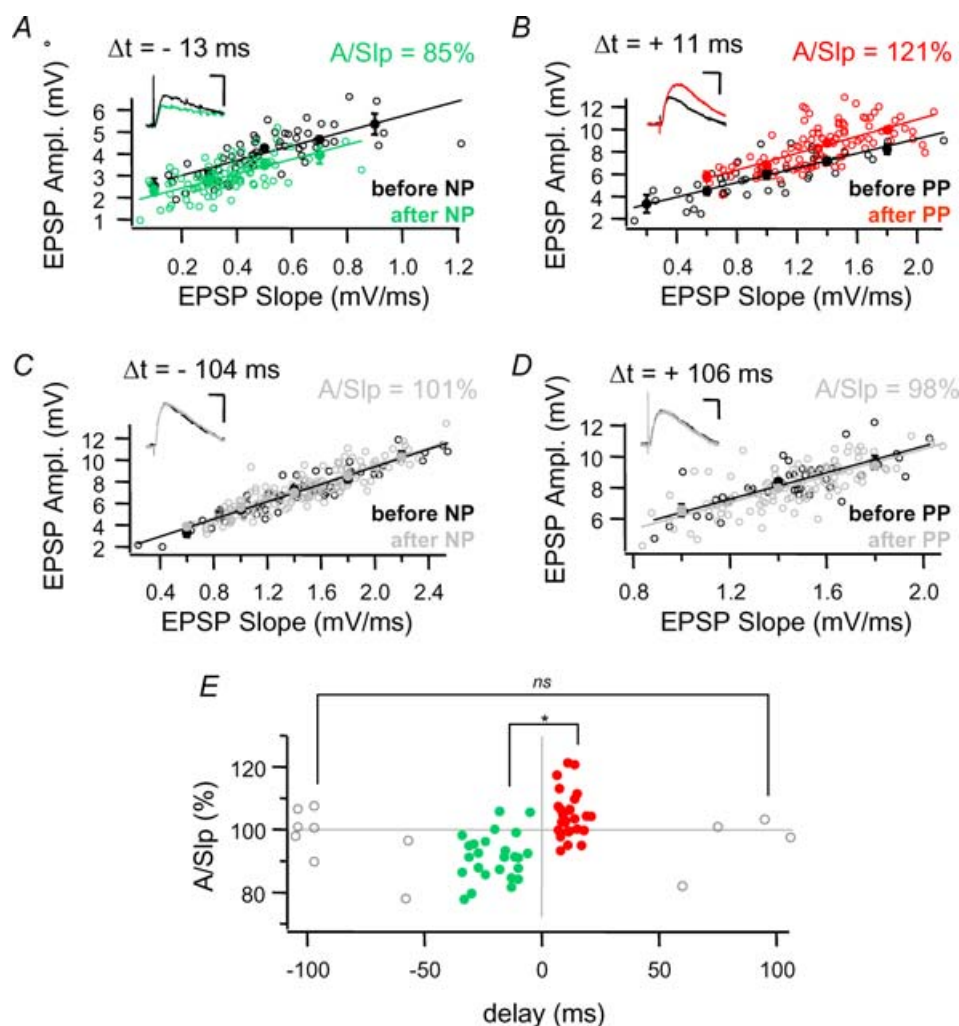 A
Δt = - 13 ms
A/Slp = 85%
EPSP Ampl. (mV)
6
5
4
3
2
1
before NP
after NP
0.2
0.4
0.6
0.8
1.0
1.2
EPSP Slope (mV/ms)
B
Δt = + 11 ms
A/Slp = 121%
EPSP Ampl. (mV)
12
10
8
6
4
2
before PP
after PP
0.4
0.8
1.2
1.6
2.0
EPSP Slope (mV/ms)
C
Δt = - 104 ms
A/Slp = 101%
EPSP Ampl. (mV)
12
10
8
6
4
2
before NP
after NP
0.4
0.8
1.2
1.6
2.0
2.4
EPSP Slope (mV/ms)
D
Δt = + 106 ms
A/Slp = 98%
EPSP Ampl. (mV)
12
10
8
6
before PP
after PP
0.8
1.2
1.6
2.0
EPSP Slope (mV/ms)
E
ns
*
A/Slp (%)
120
100
80
-100
-50
0
50
100
delay (ms)